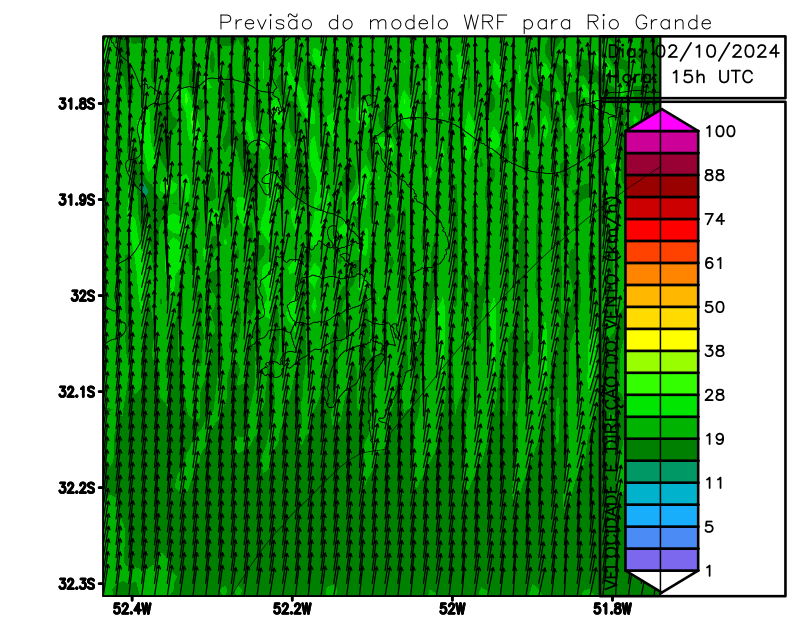 Previsão do modelo WRF para Rio Grande
Dia: 02/10/2024
Hora: 15h UTC
31.8S
31.9S
32S
32.1S
32.2S
32.3S
52.4W
52.2W
52W
51.8W
VELOCIDADE E DIREÇÃO DO VENTO (km/h)
100
88
74
61
50
38
28
19
11
5
1